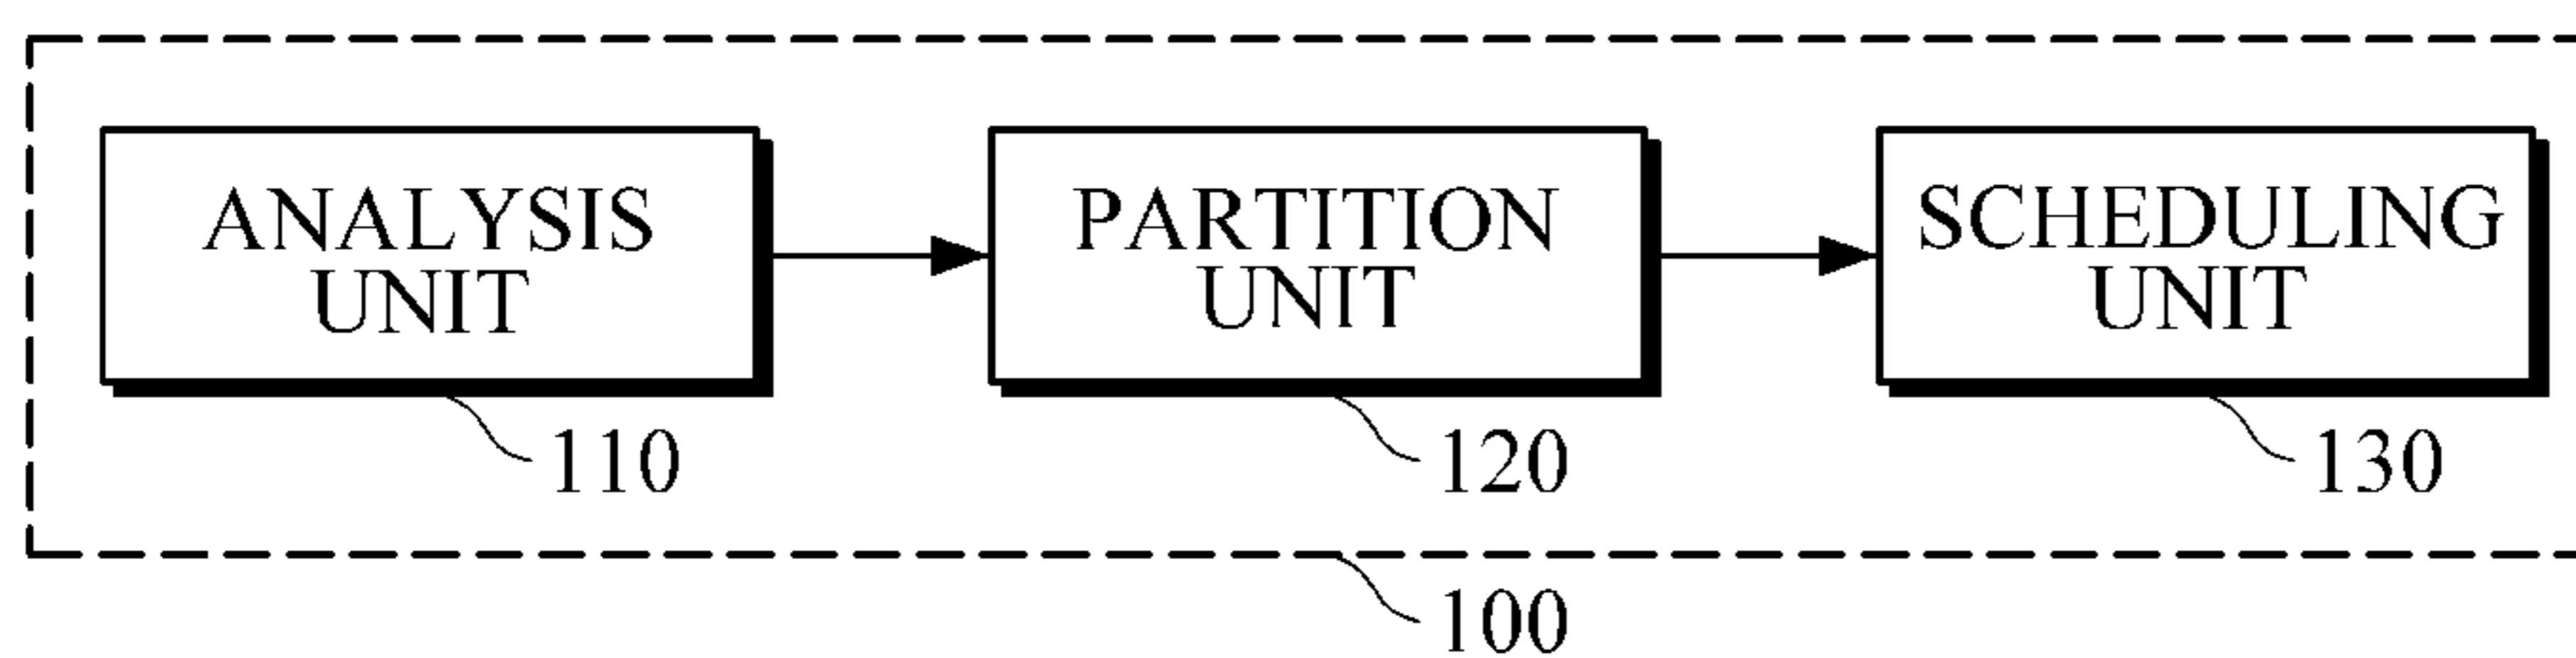 ANALYSIS
UNIT
PARTITION
UNIT
SCHEDULING
UNIT
110
120
130
100